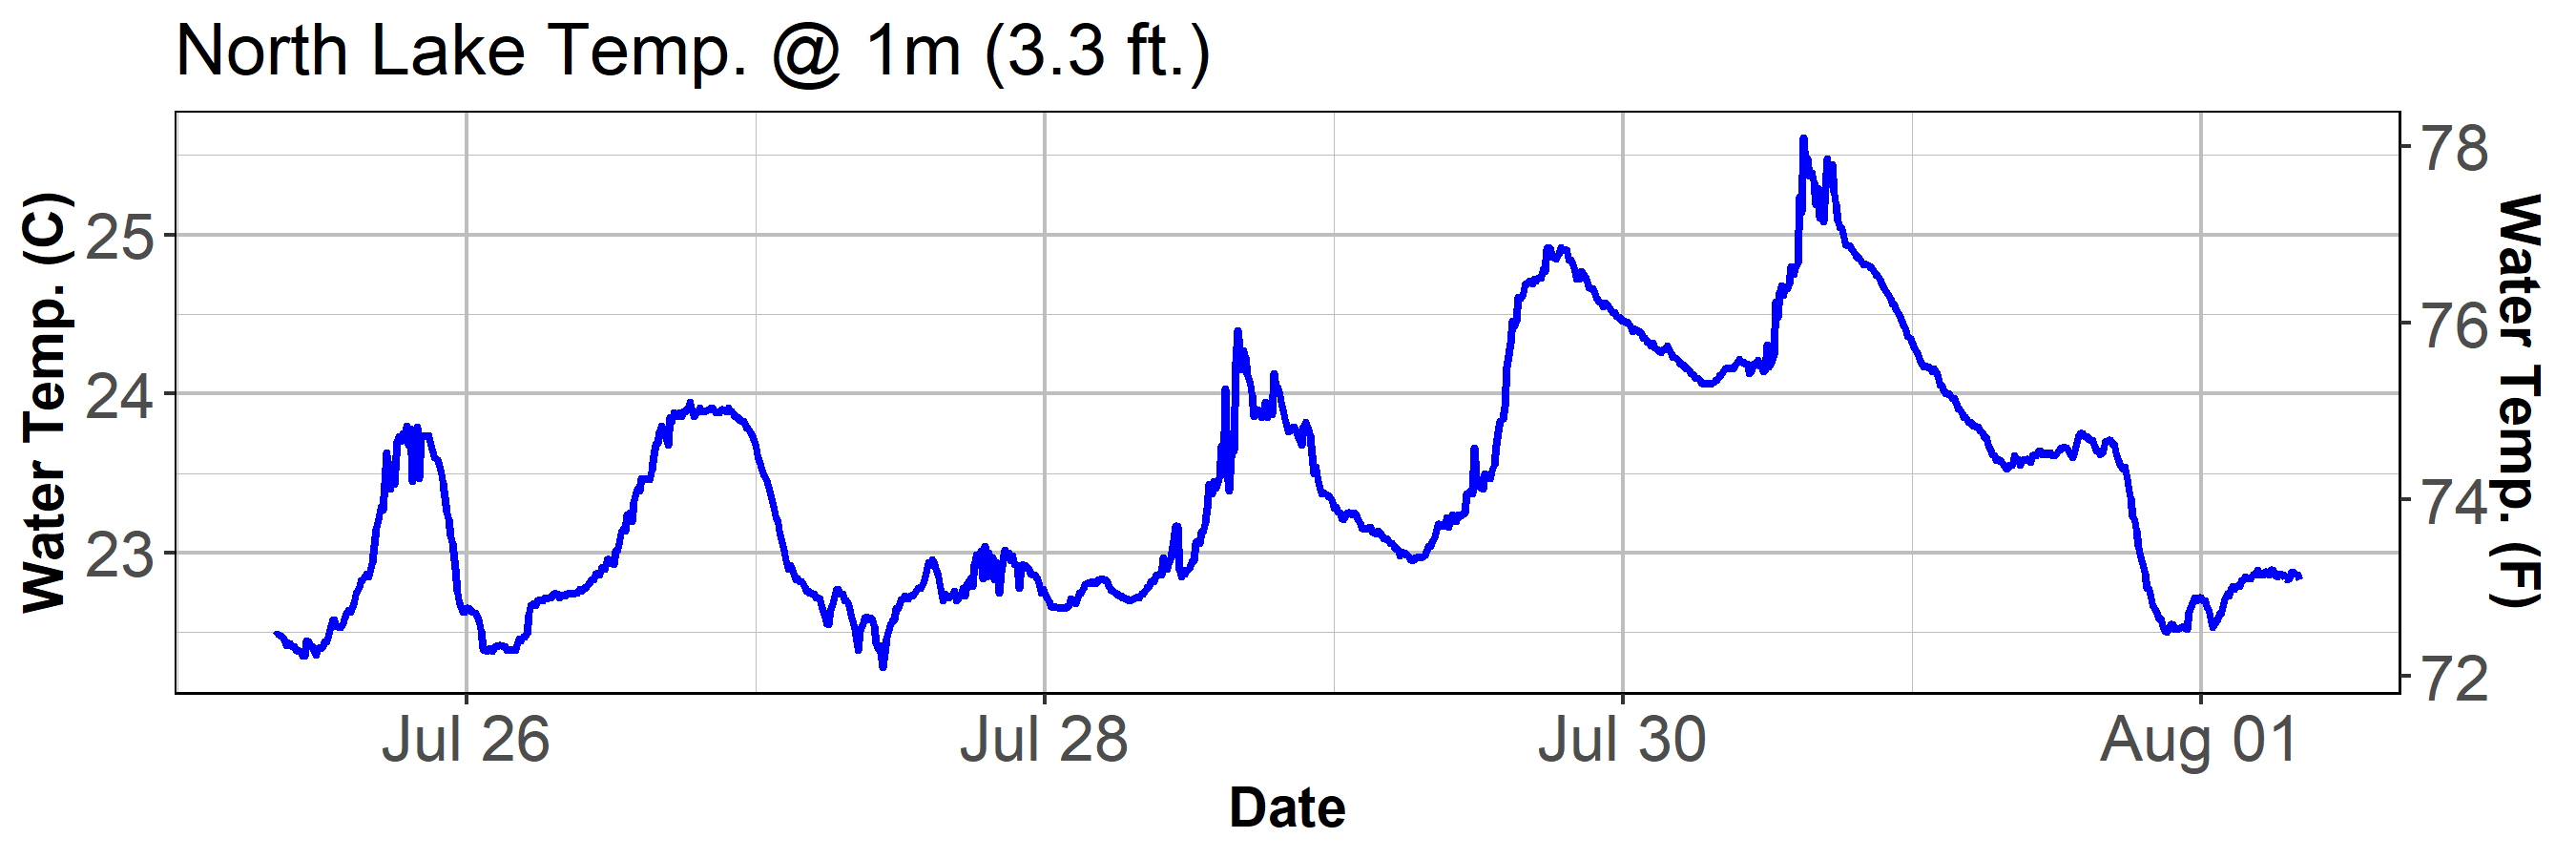 North Lake Temp. @ 1m (3.3 ft.)
Water Temp. (C)
25
24
23
78
76
74
72
Water Temp. (F)
Jul 26 Jul 28 Jul 30 Aug 01
Date